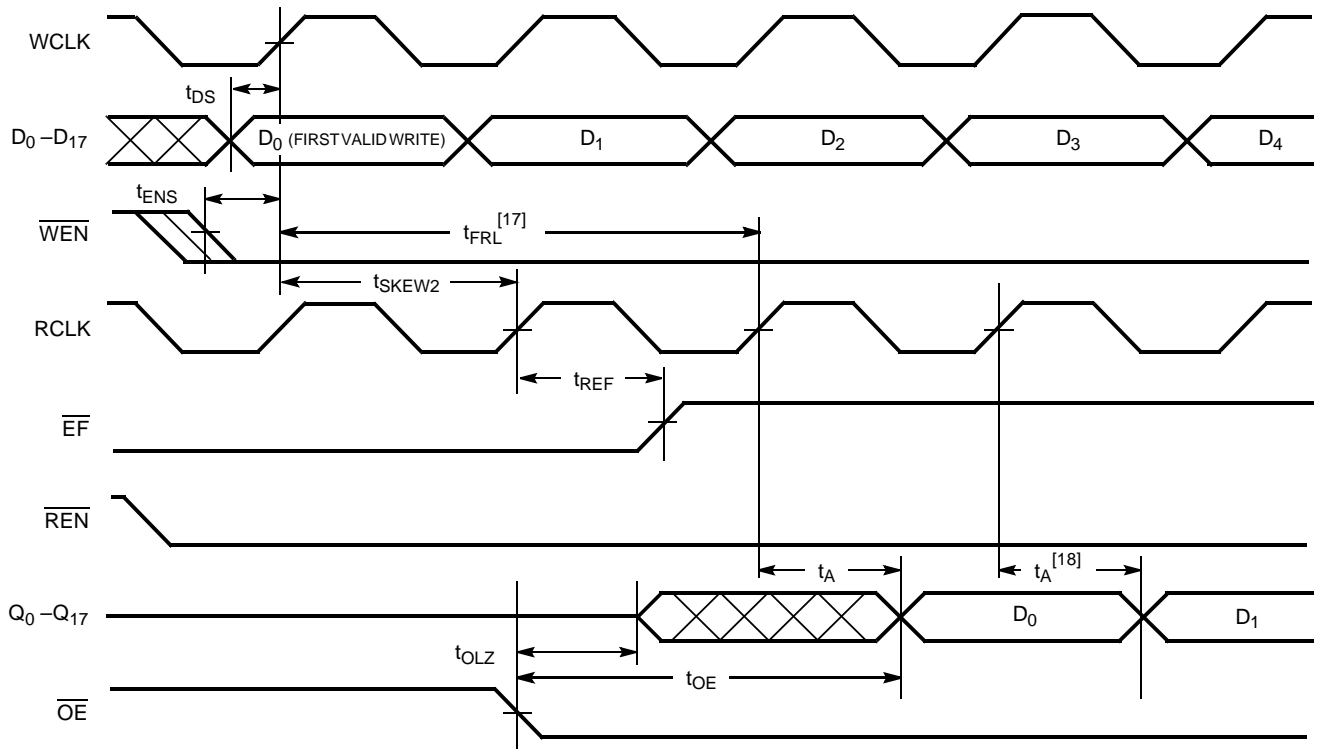 WCLK
tDS
D0 –D17
D0 (FIRST VALID WRITE)
D1
D2
D3
D4
tENS
WEN
tFRL[17]
tSKEW2
RCLK
tREF
EF
REN
tA
tA[18]
Q0 –Q17
D0
D1
tOLZ
tOE
OE